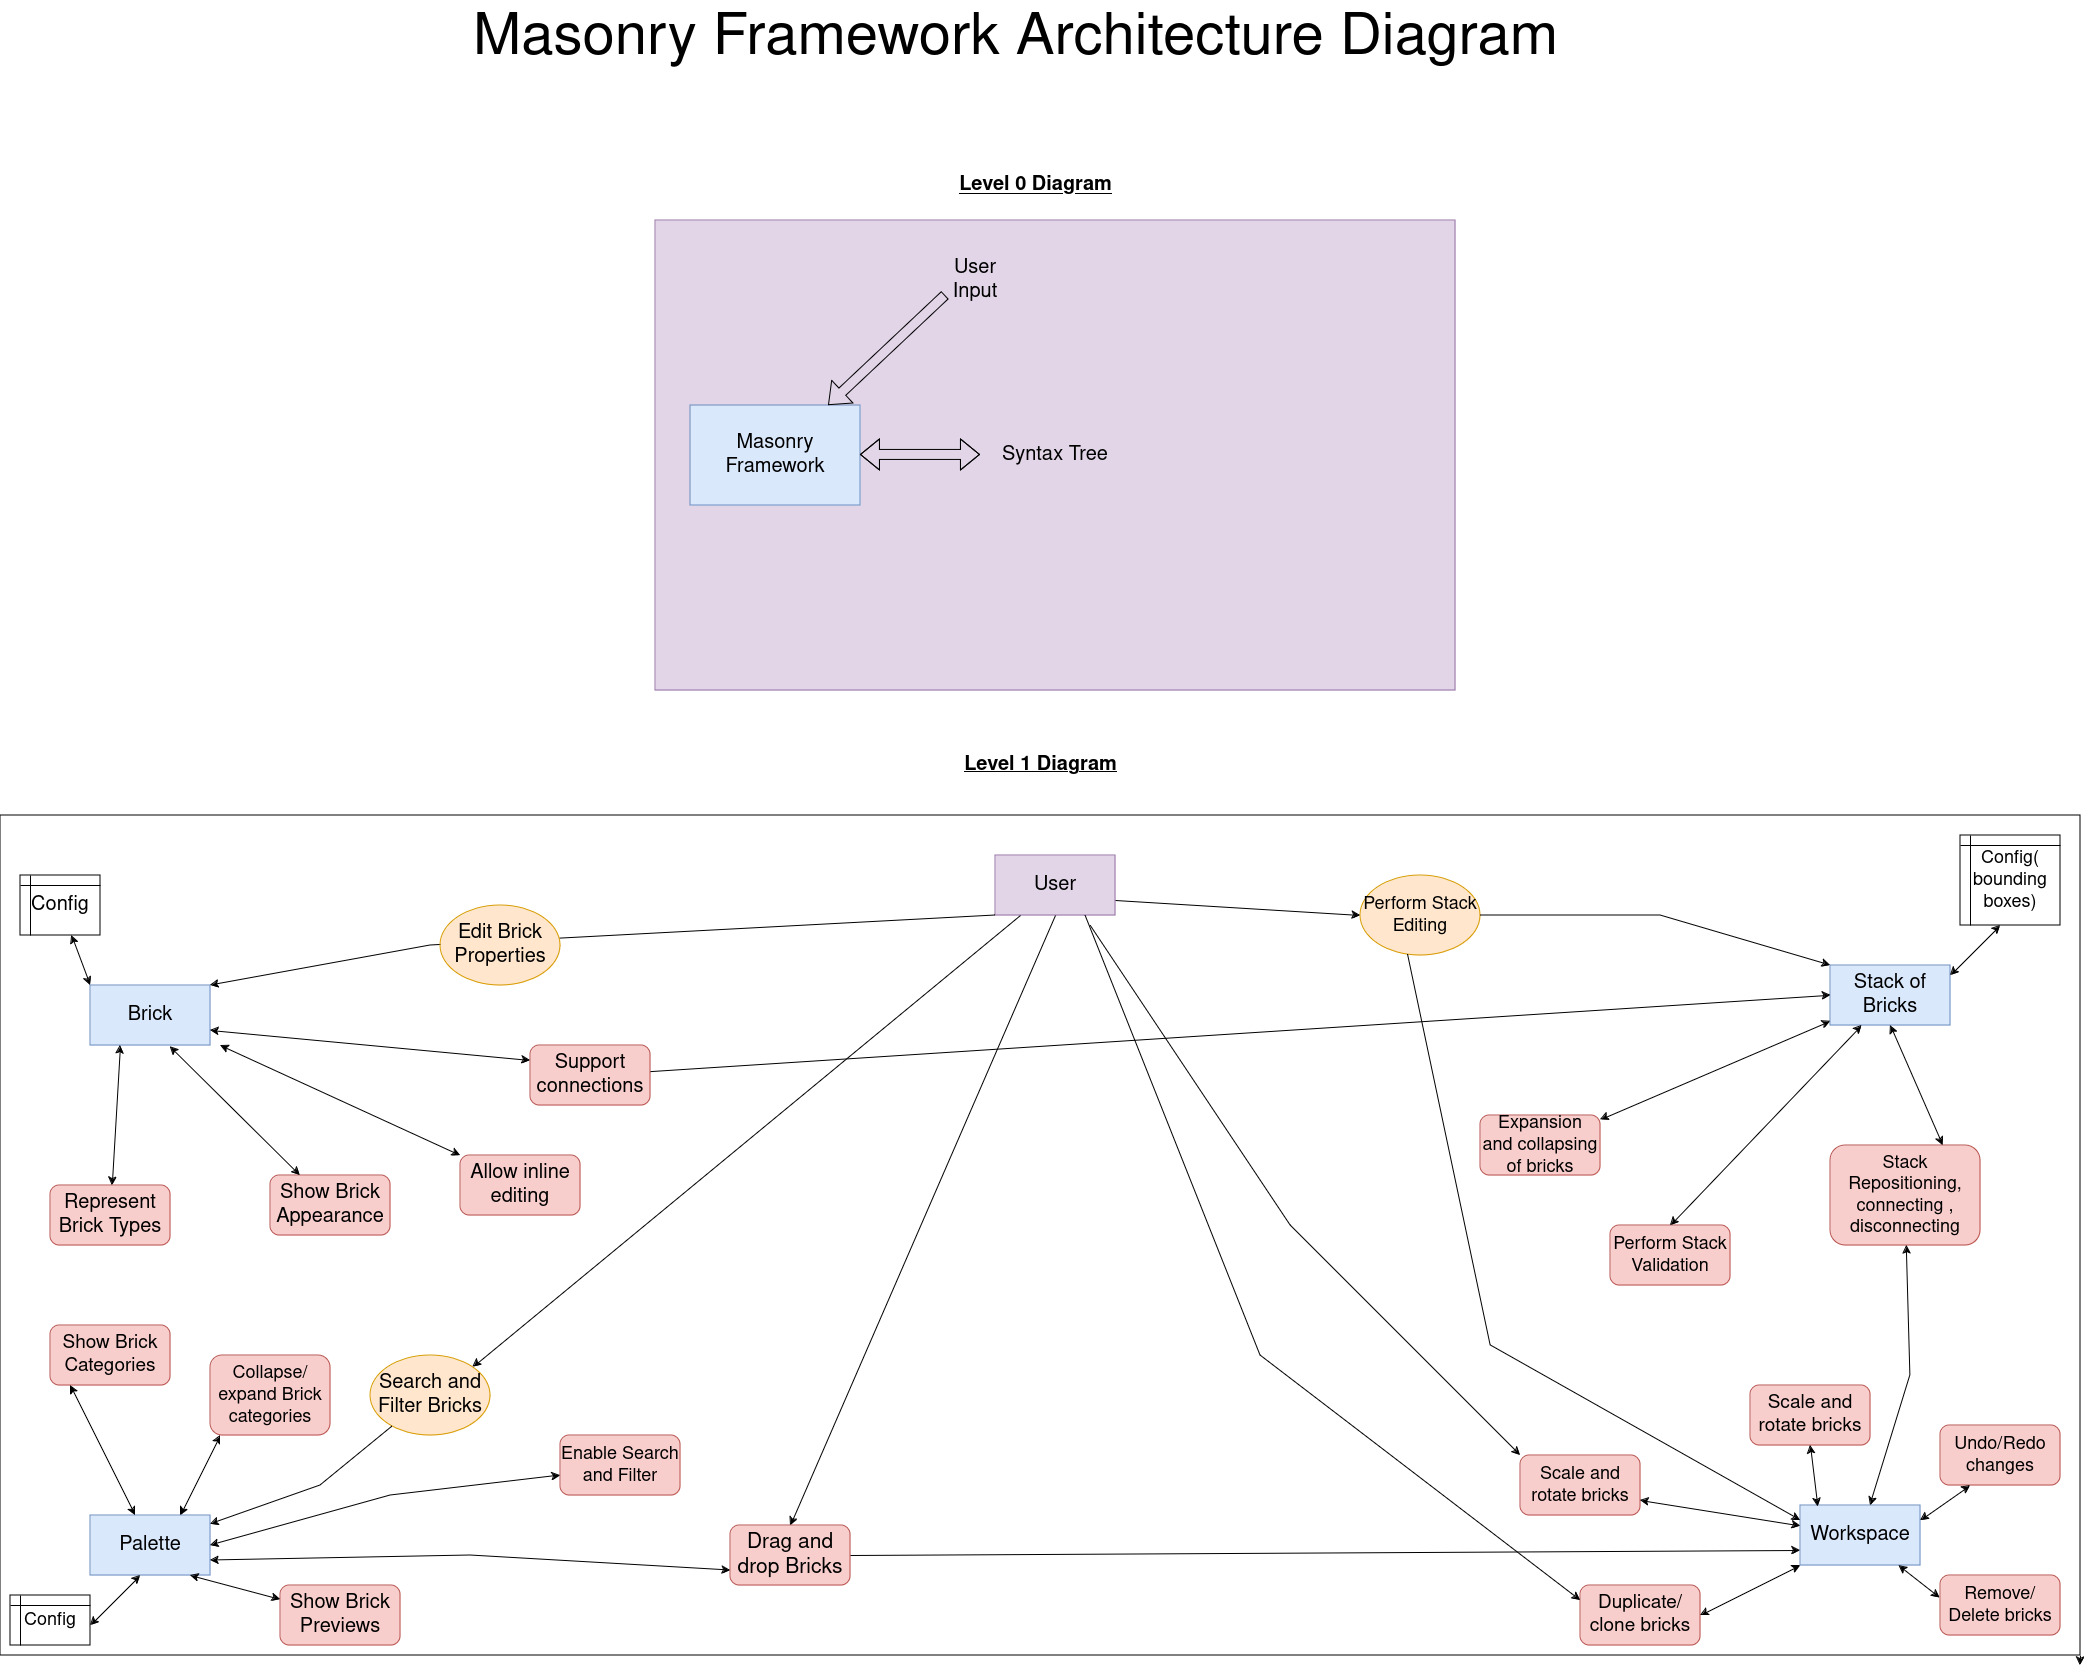 Masonry Framework Architecture Diagram
Level 0 Diagram
User
Input
Masonry
Framework
Syntax Tree
Level 1 Diagram
Config
Edit Brick
Properties
User
Perform Stack
Editing
Config(
bounding
boxes)
Brick
Stack of
Bricks
Support
connections
Represent
Brick Types
Show Brick
Appearance
Allow inline
editing
Expansion
and collapsing
of bricks
Perform Stack
Validation
Stack
Repositioning,
connecting ,
disconnecting
Show Brick
Categories
Collapse/
expand Brick
categories
Search and
Filter Bricks
Enable Search
and Filter
Scale and
rotate bricks
Scale and
rotate bricks
Undo/Redo
changes
Palette
Drag and
drop Bricks
Workspace
Config
Show Brick
Previews
Duplicate/
clone bricks
Remove/
Delete bricks